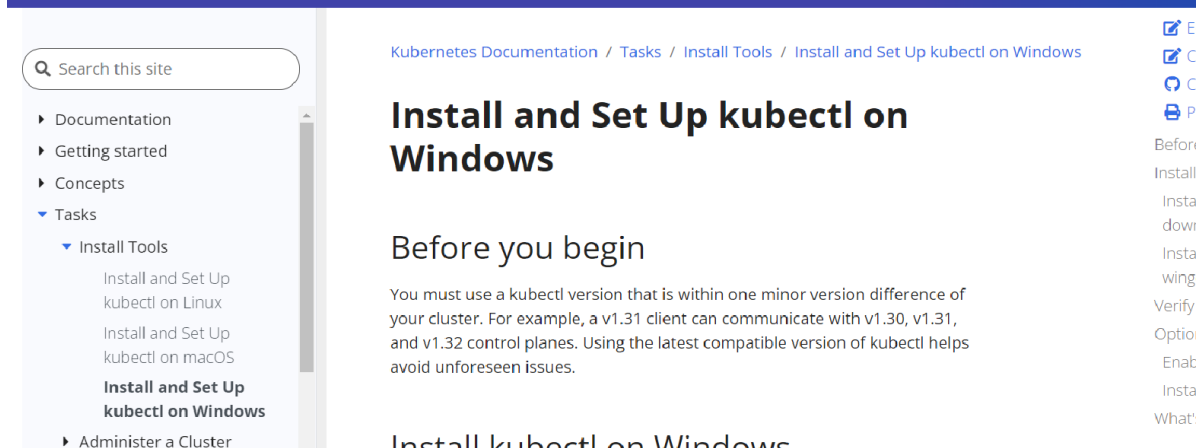 Search this site
Documentation
Getting started
Concepts
Tasks
Install Tools
Install and Set Up
kubectl on Linux
Install and Set Up
kubectl on macOS
Install and Set Up
kubectl on Windows
Administer a Cluster
Kubernetes Documentation / Tasks / Install Tools / Install and Set Up kubectl on Windows
Install and Set Up kubectl on
Windows
Before you begin
You must use a kubectl version that is within one minor version difference of
your cluster. For example, a v1.31 client can communicate with v1.30, v1.31,
and v1.32 control planes. Using the latest compatible version of kubectl helps
avoid unforeseen issues.
Install kubectl on Windows
Verify
What'